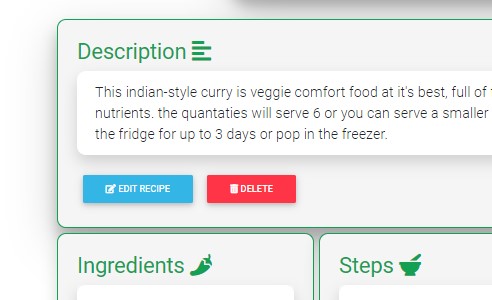 Description
This indian-style curry is veggie comfort food at it's best, full of
nutrients. the quantaties will serve 6 or you can serve a smaller
the fridge for up to 3 days or pop in the freezer.
EDIT RECIPE DELETE
Ingredients Steps